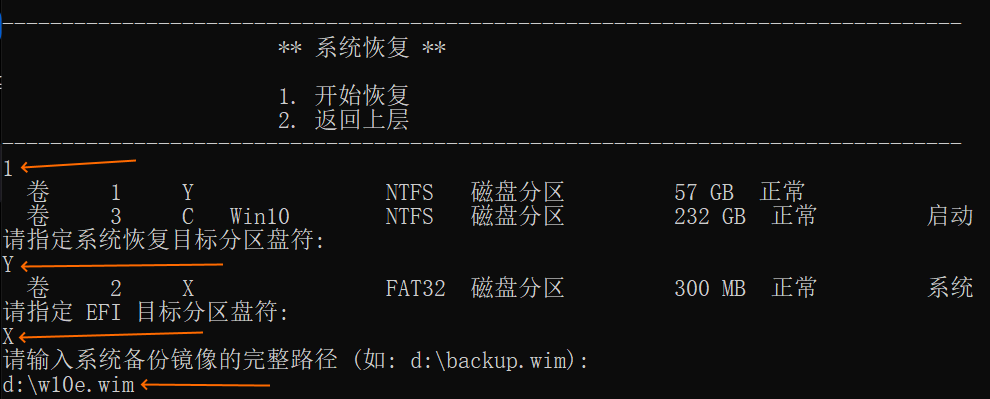 --------------------------------------------------------------------------------
** 系统恢复 **
1. 开始恢复
2. 返回上层
--------------------------------------------------------------------------------
1
卷 1 Y NTFS 磁盘分区 57 GB 正常
卷 3 C Win10 NTFS 磁盘分区 232 GB 正常 启动
请指定系统恢复目标分区盘符:
Y
卷 2 X FAT32 磁盘分区 300 MB 正常 系统
请指定 EFI 目标分区盘符:
X
请输入系统备份镜像的完整路径 (如: d:\backup.wim):
d:\w10e.wim